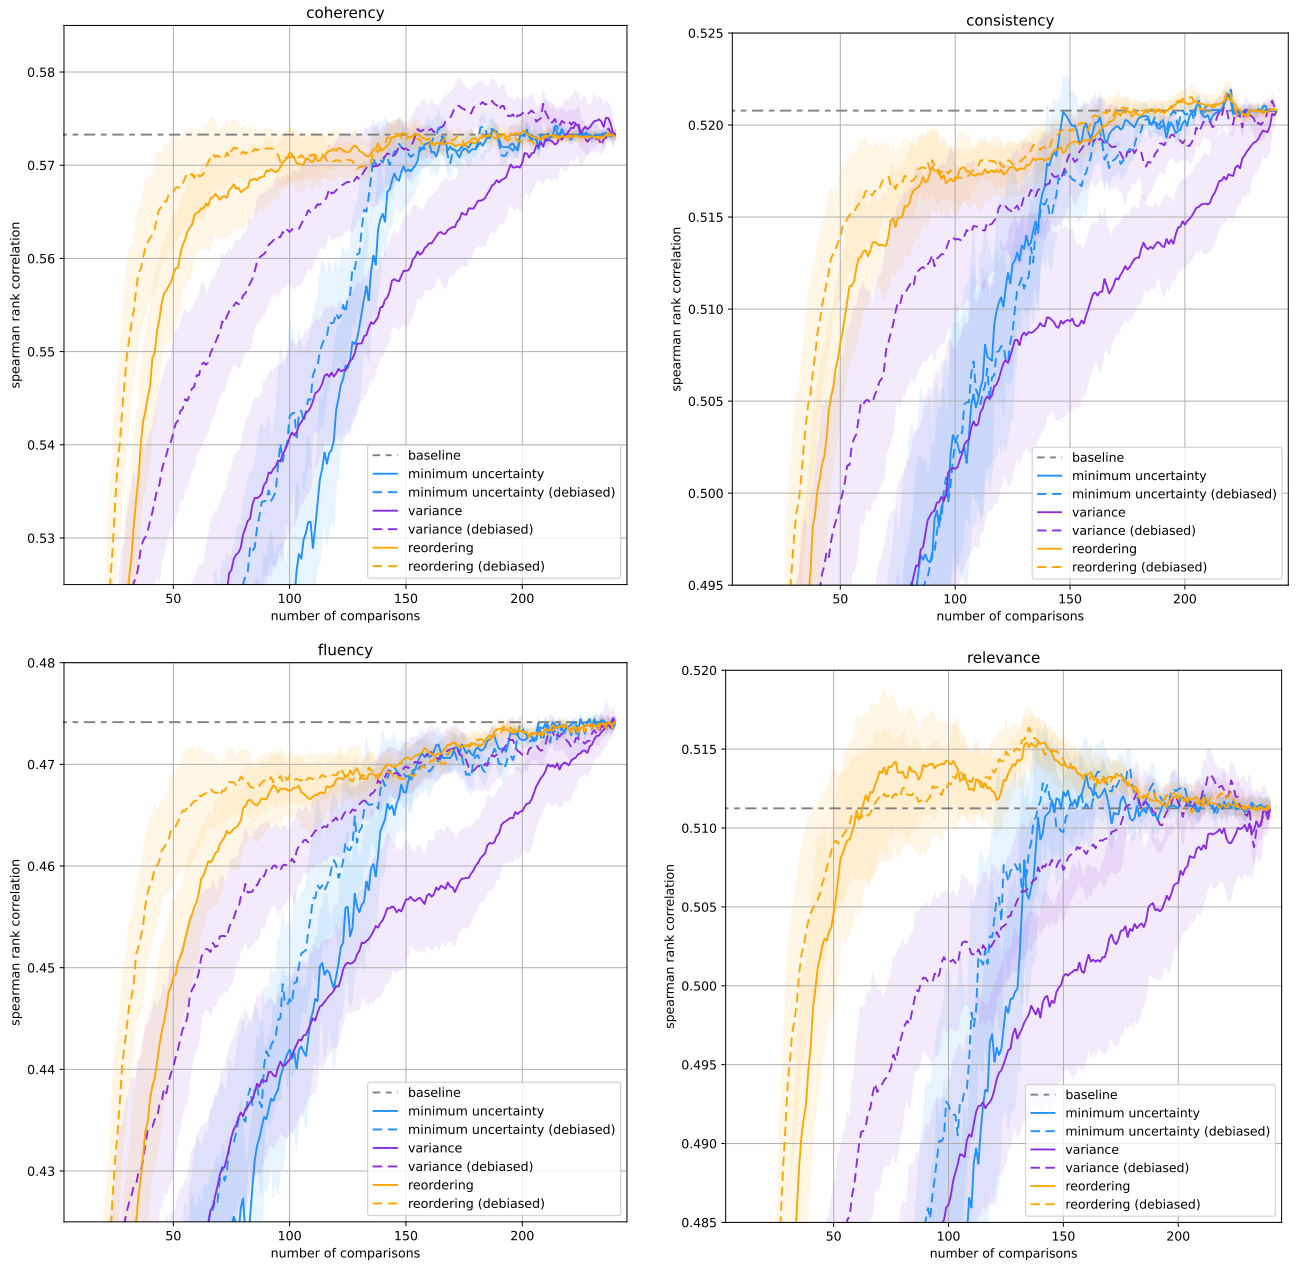 coherency
0.58
0.57
0.56
0.55
0.54
0.53
spearman rank correlation
50
100
150
200
number of comparisons
baseline
minimum uncertainty
minimum uncertainty (debiased)
variance
variance (debiased)
reordering
reordering (debiased)
consistency
0.525
0.520
0.515
0.510
0.505
0.500
0.495
spearman rank correlation
50
100
150
200
number of comparisons
baseline
minimum uncertainty
minimum uncertainty (debiased)
variance
variance (debiased)
reordering
reordering (debiased)
fluency
0.48
0.47
0.46
0.45
0.44
0.43
spearman rank correlation
50
100
150
200
number of comparisons
baseline
minimum uncertainty
minimum uncertainty (debiased)
variance
variance (debiased)
reordering
reordering (debiased)
relevance
0.520
0.515
0.510
0.505
0.500
0.495
0.490
0.485
spearman rank correlation
50
100
150
200
number of comparisons
baseline
minimum uncertainty
minimum uncertainty (debiased)
variance
variance (debiased)
reordering
reordering (debiased)